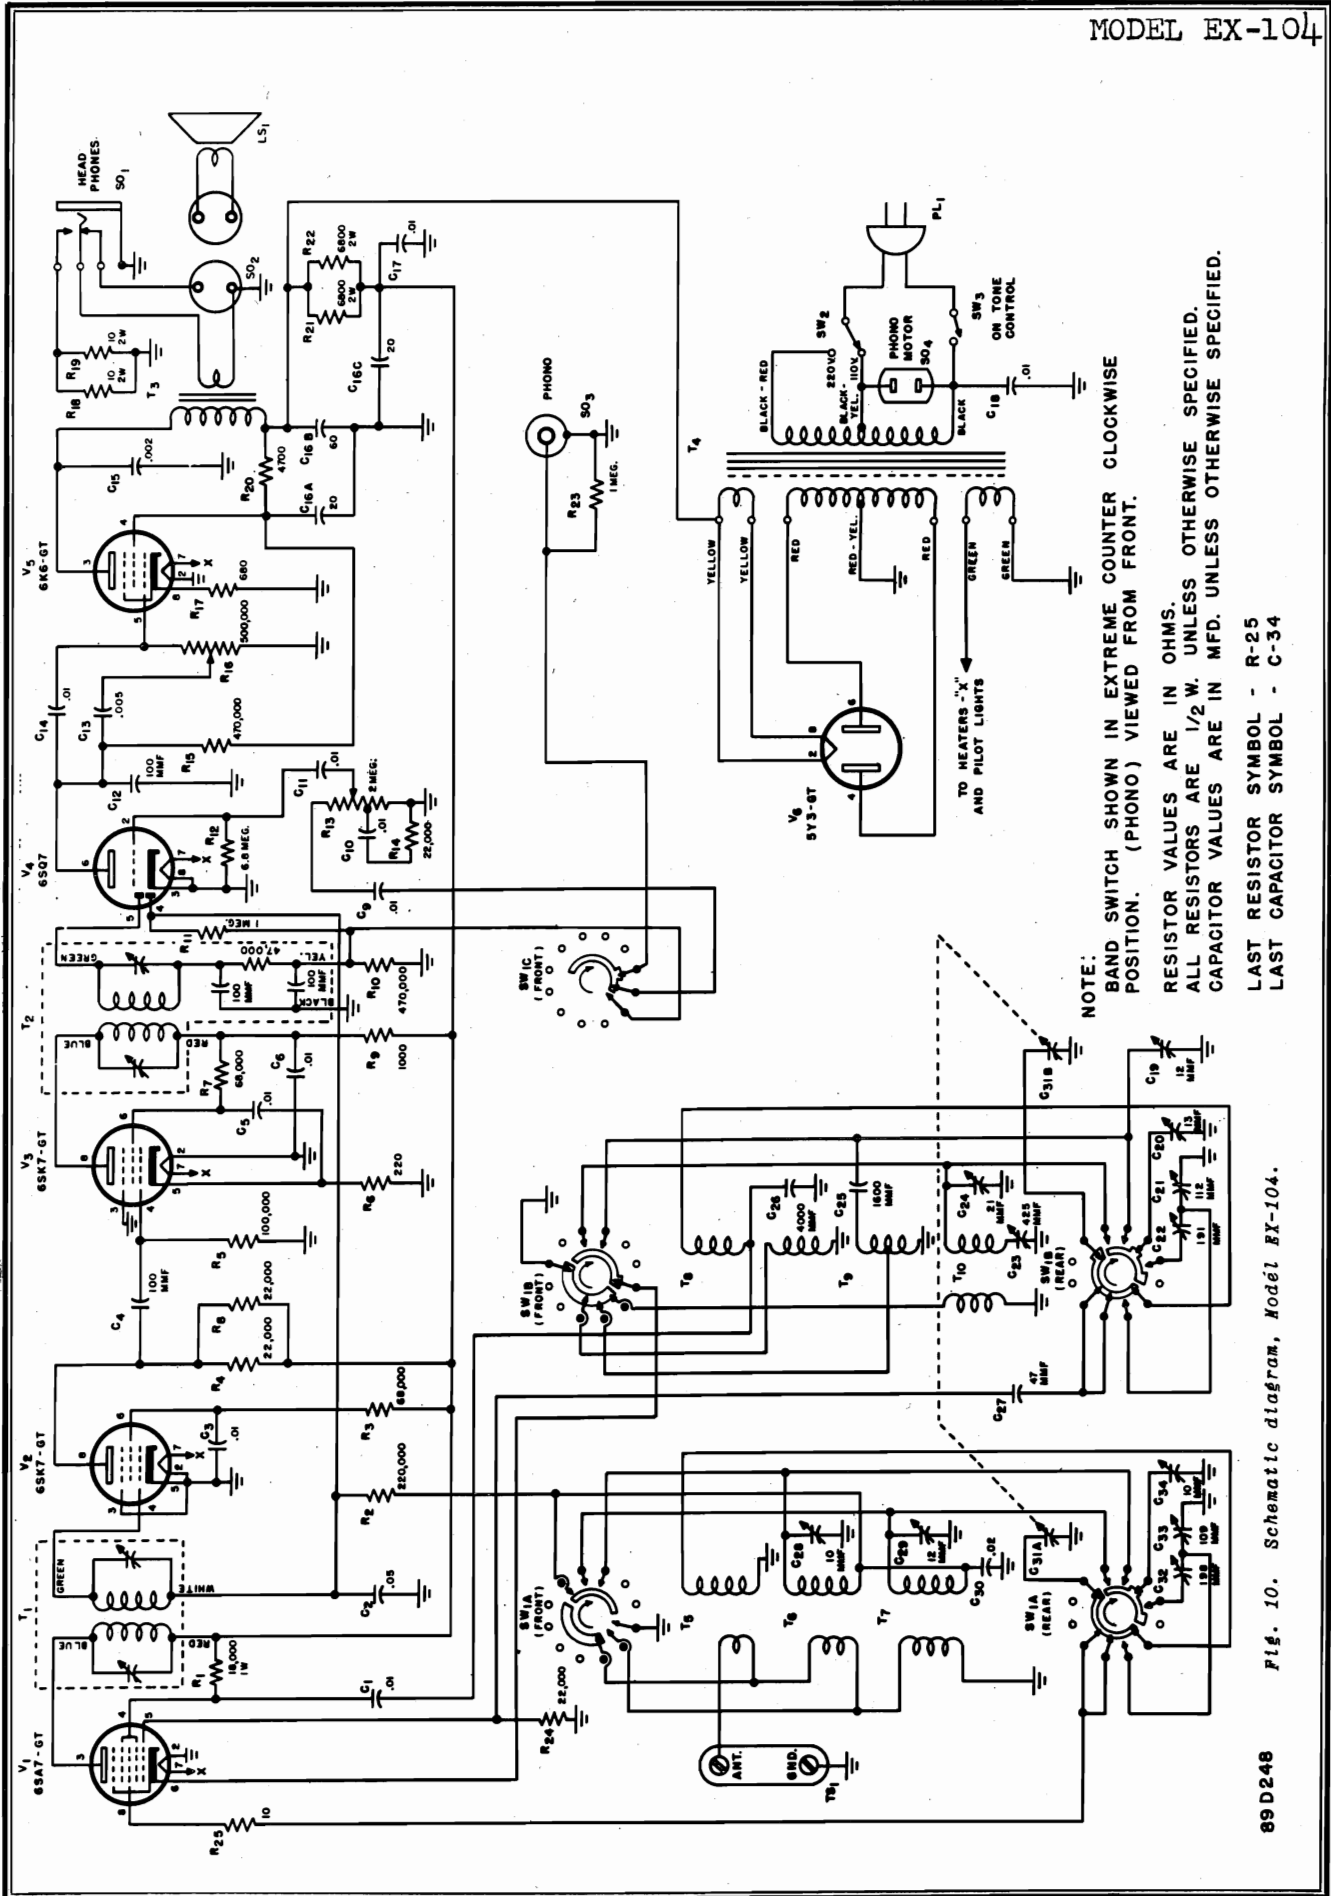 MODEL EX-104
V1
6SA7-GT
T1
V2
6SK7-GT
V3
6SK7-GT
T2
V4
6SQ7
V5
6K6-GT
HEAD
PHONES
SO1
LS1
SO2
BLUE
RED
GREEN
WHITE
BLUE
RED
GREEN
YEL.
BLACK
100
MMF
47,000
100
MMF
R25
10
R1
18,000
1W
C1
.01
R24
22,000
C2
.05
R2
220,000
C3
.01
R3
68,000
R4
22,000
R8
22,000
C4
100
MMF
R5
100,000
R6
220
C5
.01
R7
68,000
C6
.01
R9
1000
R10
470,000
R11
1 MEG.
C9
.01
R12
6.8 MEG.
C10
.01
R13
2 MEG.
R14
22,000
C11
.01
C12
100
MMF
C13
.005
C14
.01
R15
470,000
R16
500,000
R17
680
C15
.002
T3
R18
10
2W
R19
10
2W
R20
4700
C16A
20
C16B
60
C16C
20
R21
6800
2W
R22
6800
2W
C17
.01
PHONO
SO3
R23
1 MEG.
SW1C
(FRONT)
SW1B
(FRONT)
SW1A
(FRONT)
T4
YELLOW
YELLOW
RED
RED-YEL.
RED
GREEN
GREEN
BLACK-RED
220V.
BLACK-
YEL.
110V.
BLACK
SW2
PHONO
MOTOR
SO4
SW3
ON TONE
CONTROL
PL1
C18
.01
V6
5Y3-GT
TO HEATERS-"X"
AND PILOT LIGHTS
ANT.
GND.
TS1
T5
T6
T7
C28
10
MMF
C29
12
MMF
C30
.02
C31A
SW1A
(REAR)
C32
198
MMF
C33
109
MMF
C34
10
MMF
C27
47
MMF
T8
T9
T10
C26
4000
MMF
C25
1600
MMF
C24
21
MMF
C23
425
MMF
SW1B
(REAR)
C22
191
MMF
C21
112
MMF
C20
13
MMF
C31B
C19
12
MMF
NOTE:
BAND SWITCH SHOWN IN EXTREME COUNTER CLOCKWISE
POSITION. (PHONO) VIEWED FROM FRONT.
RESISTOR VALUES ARE IN OHMS.
ALL RESISTORS ARE 1/2 W. UNLESS OTHERWISE SPECIFIED.
CAPACITOR VALUES ARE IN MFD. UNLESS OTHERWISE SPECIFIED.
LAST RESISTOR SYMBOL - R-25
LAST CAPACITOR SYMBOL - C-34
89D248
Fig. 10. Schematic diagram, Model EX-104.